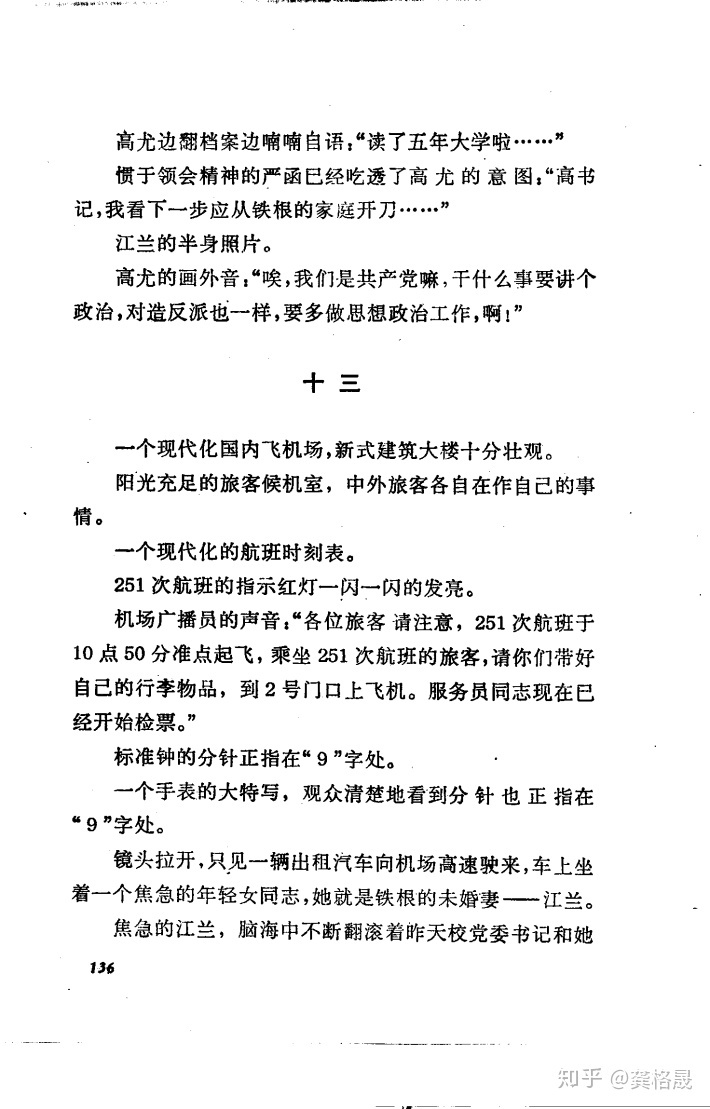 高尤边翻档案边喃喃自语：“读了五年大学啦……”
惯于领会精神的严函已经吃透了高尤的意图：“高书
记，我看下一步应从铁根的家庭开刀……”
江兰的半身照片。
高尤的画外音：“唉，我们是共产党嘛，干什么事要讲个
政治，对造反派也一样，要多做思想政治工作，啊！”
十三
一个现代化国内飞机场，新式建筑大楼十分壮观。
阳光充足的旅客候机室，中外旅客各自在作自己的事
情。
一个现代化的航班时刻表。
251次航班的指示红灯一闪一闪的发亮。
机场广播员的声音：“各位旅客请注意，251次航班于
10点50分准点起飞，乘坐251次航班的旅客，请你们带好
自己的行李物品，到2号门口上飞机。服务员同志现在已
经开始检票。”
标准钟的分针正指在“9”字处。
一个手表的大特写，观众清楚地看到分针也正指在
“9”字处。
镜头拉开，只见一辆出租汽车向机场高速驶来，车上坐
着一个焦急的年轻女同志，她就是铁根的未婚妻——江兰。
焦急的江兰，脑海中不断翻滚着昨天校党委书记和她
136
知乎 @龚格晟